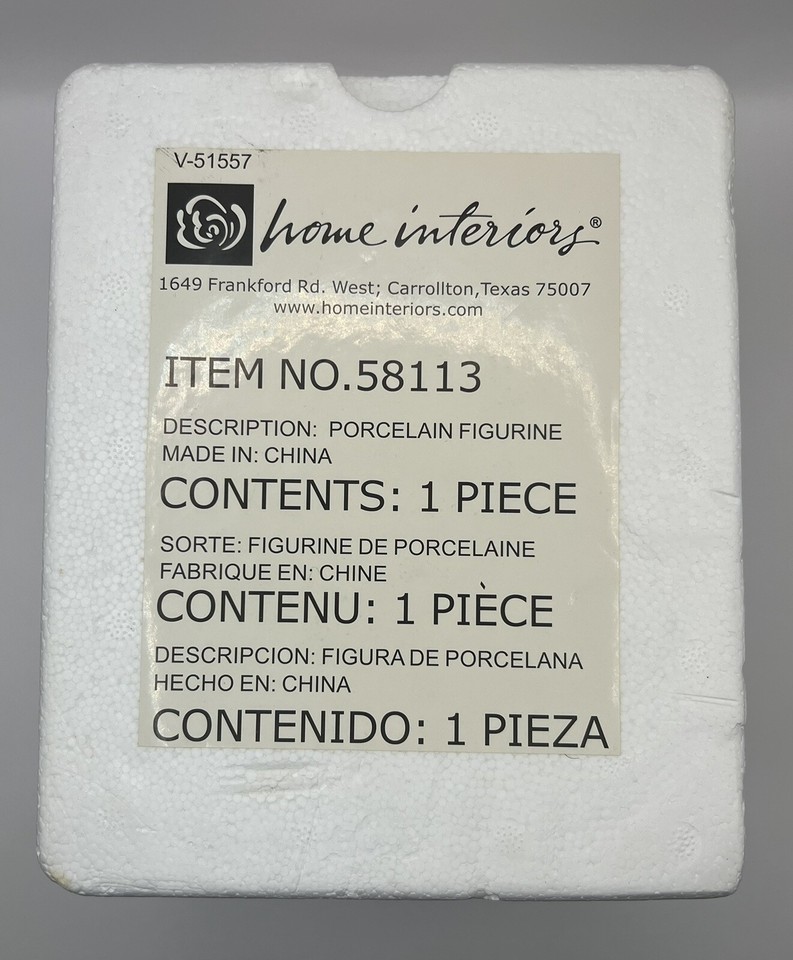 V-51557
home interiors®
1649 Frankford Rd. West; Carrollton, Texas 75007
www.homeinteriors.com
ITEM NO.58113
DESCRIPTION: PORCELAIN FIGURINE
MADE IN: CHINA
CONTENTS: 1 PIECE
SORTE: FIGURINE DE PORCELAINE
FABRIQUE EN: CHINE
CONTENU: 1 PIÈCE
DESCRIPCION: FIGURA DE PORCELANA
HECHO EN: CHINA
CONTENIDO: 1 PIEZA